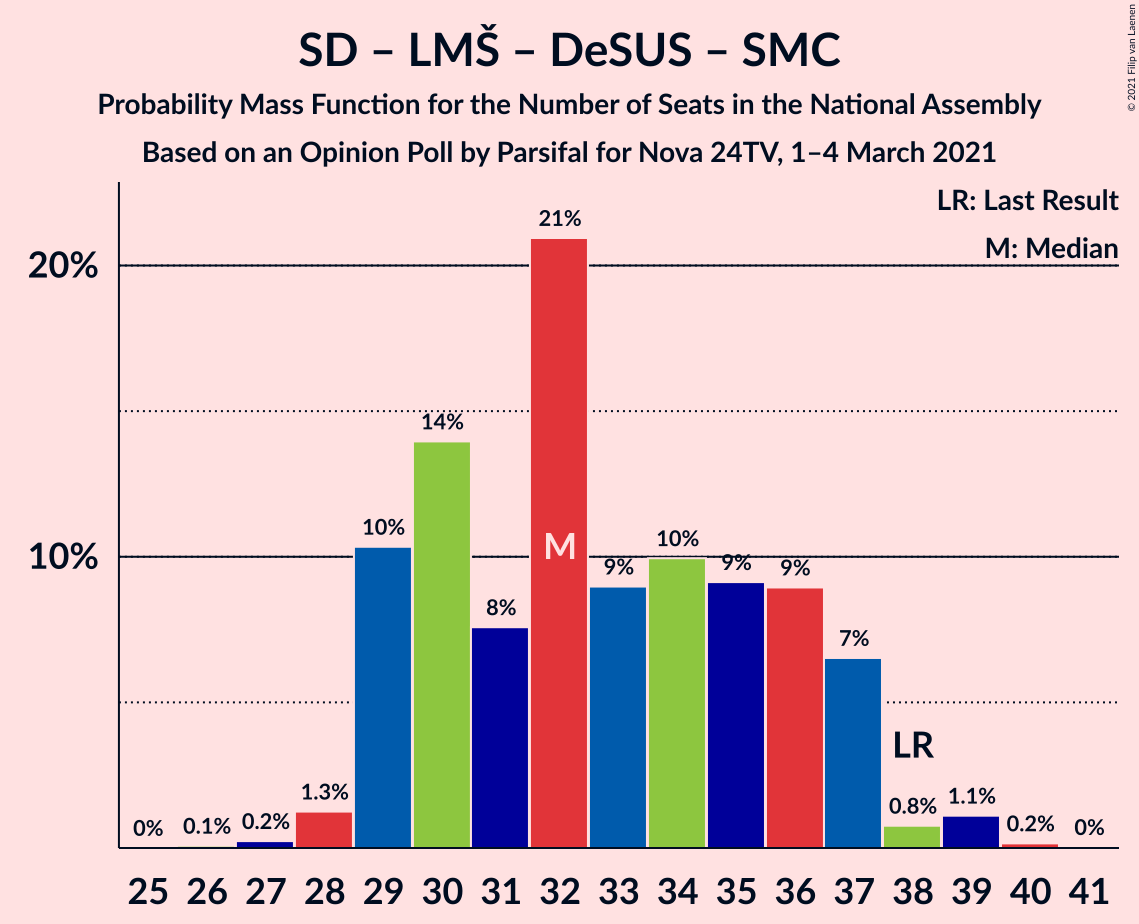 SD – LMŠ – DeSUS – SMC
Probability Mass Function for the Number of Seats in the National Assembly
Based on an Opinion Poll by Parsifal for Nova 24TV, 1–4 March 2021
© 2021 Filip van Laenen
LR: Last Result
M: Median
20%
10%
0%
0.1%
0.2%
1.3%
10%
14%
8%
21%
M
9%
10%
9%
9%
7%
LR
0.8%
1.1%
0.2%
0%
25 26 27 28 29 30 31 32 33 34 35 36 37 38 39 40 41